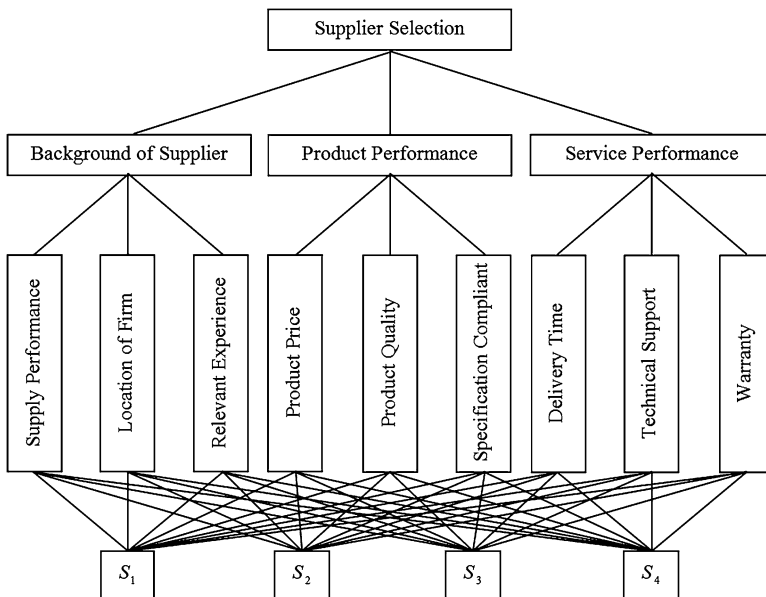 Supplier Selection
Background of Supplier
Product Performance
Service Performance
Supply Performance
Location of Firm
Relevant Experience
Product Price
Product Quality
Specification Compliant
Delivery Time
Technical Support
Warranty
S1
S2
S3
S4